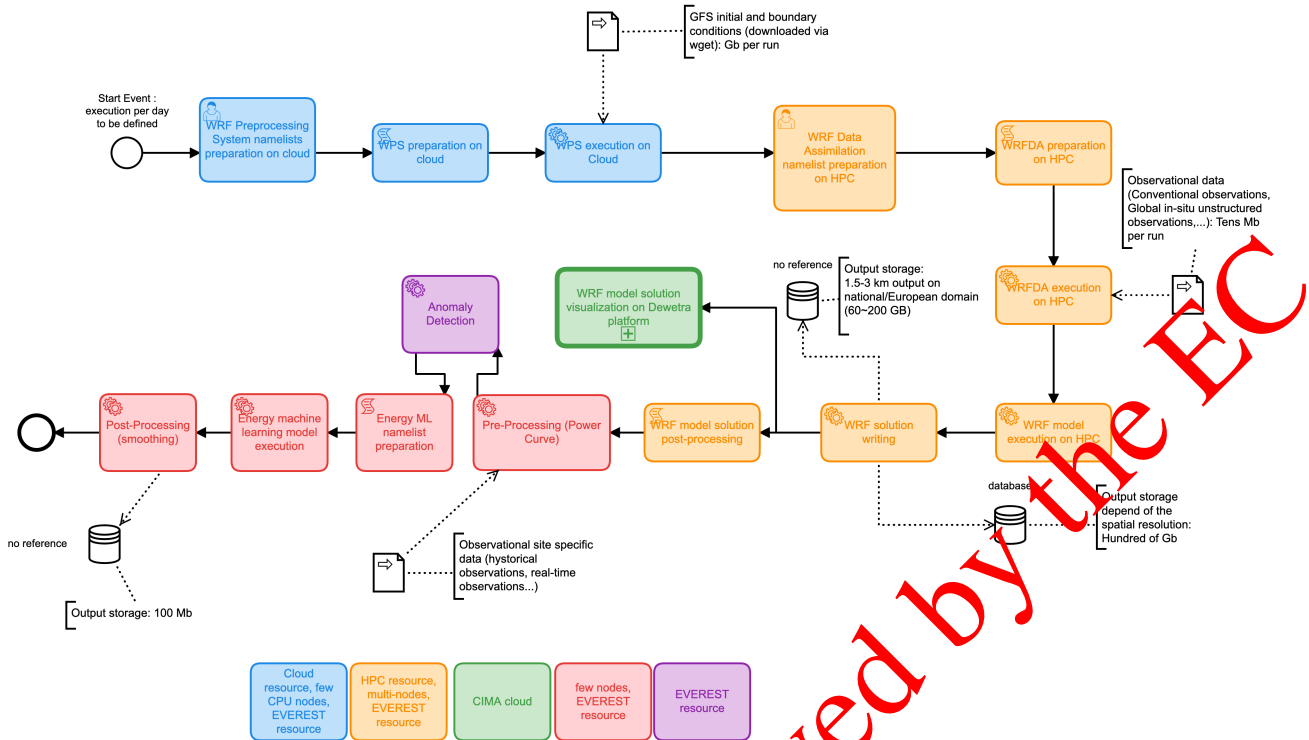 GFS initial and boundary
conditions (downloaded via
wget): Gb per run
Start Event :
execution per day
to be defined
WRF Preprocessing
System namelists
preparation on cloud
WPS preparation on
cloud
WPS execution on
Cloud
WRF Data
Assimilation
namelist preparation
on HPC
WRFDA preparation
on HPC
Observational data
(Conventional observations,
Global in-situ unstructured
observations,...): Tens Mb
per run
WRFDA execution
on HPC
no reference
Output storage:
1.5-3 km output on
national/European domain
(60~200 GB)
WRF model solution
visualization on Dewetra
platform
Anomaly
Detection
Post-Processing
(smoothing)
Energy machine
learning model
execution
Energy ML
namelist
preparation
Pre-Processing (Power
Curve)
WRF model solution
post-processing
WRF solution
writing
WRF model
execution on HPC
database
Output storage
depend of the
spatial resolution:
Hundred of Gb
no reference
Output storage: 100 Mb
Observational site specific
data (hystorical
observations, real-time
observations...)
Cloud
resource, few
CPU nodes,
EVEREST
resource
HPC resource,
multi-nodes,
EVEREST
resource
CIMA cloud
few nodes,
EVEREST
resource
EVEREST
resource
by the EC